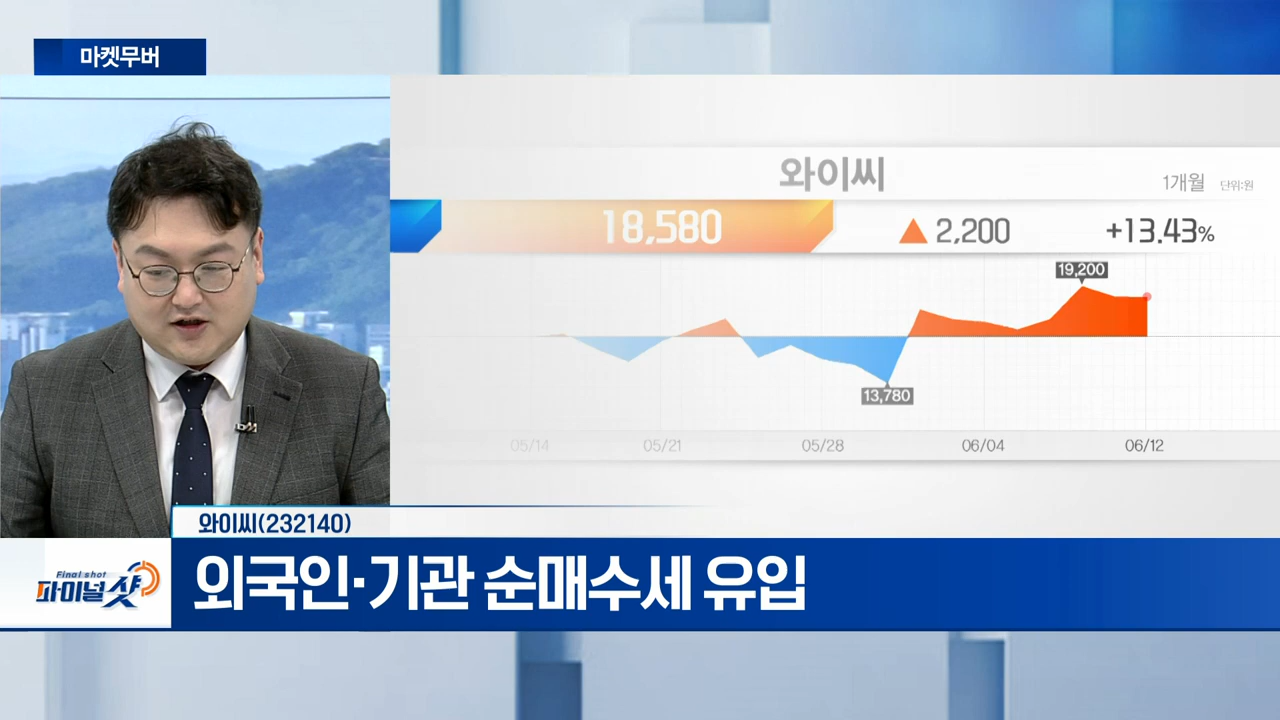 마켓무버
와이씨
1개월 단위:원
18,580 ▲ 2,200 +13.43%
19,200
13,780
05/14 05/21 05/28 06/04 06/12
와이씨(232140)
Final shot
파이널샷
외국인·기관 순매수세 유입